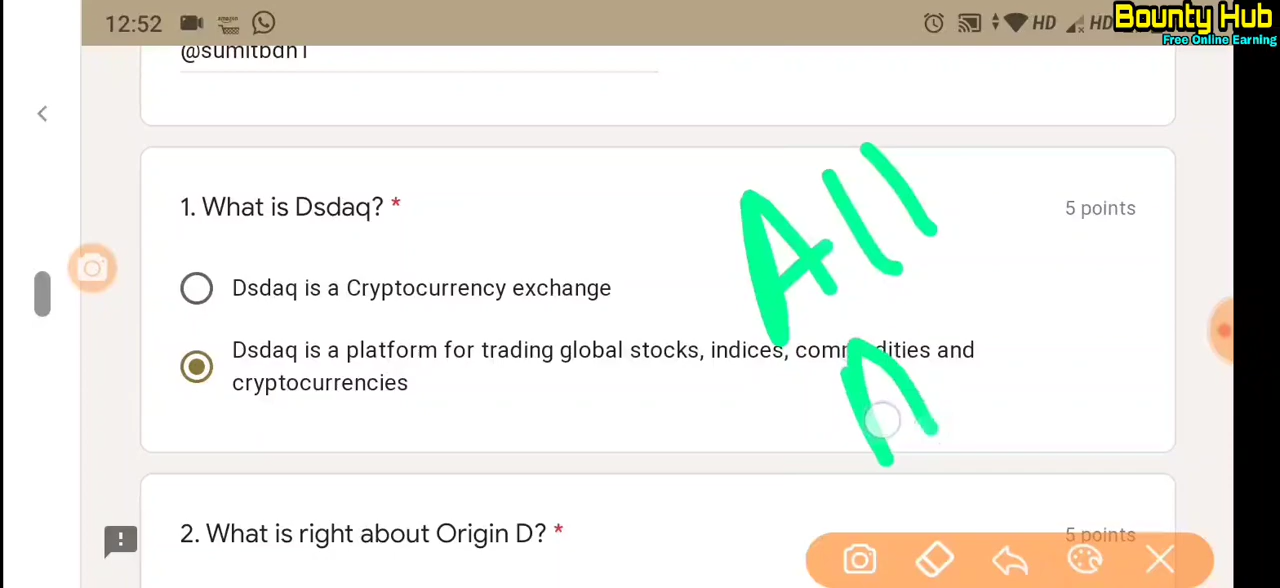 12:52 HD HD Bounty Hub
Free Online Earning
@sumitbdh1
All
1. What is Dsdaq? * 5 points
Dsdaq is a Cryptocurrency exchange
Dsdaq is a platform for trading global stocks, indices, commodities and
cryptocurrencies
2. What is right about Origin D? * 5 points